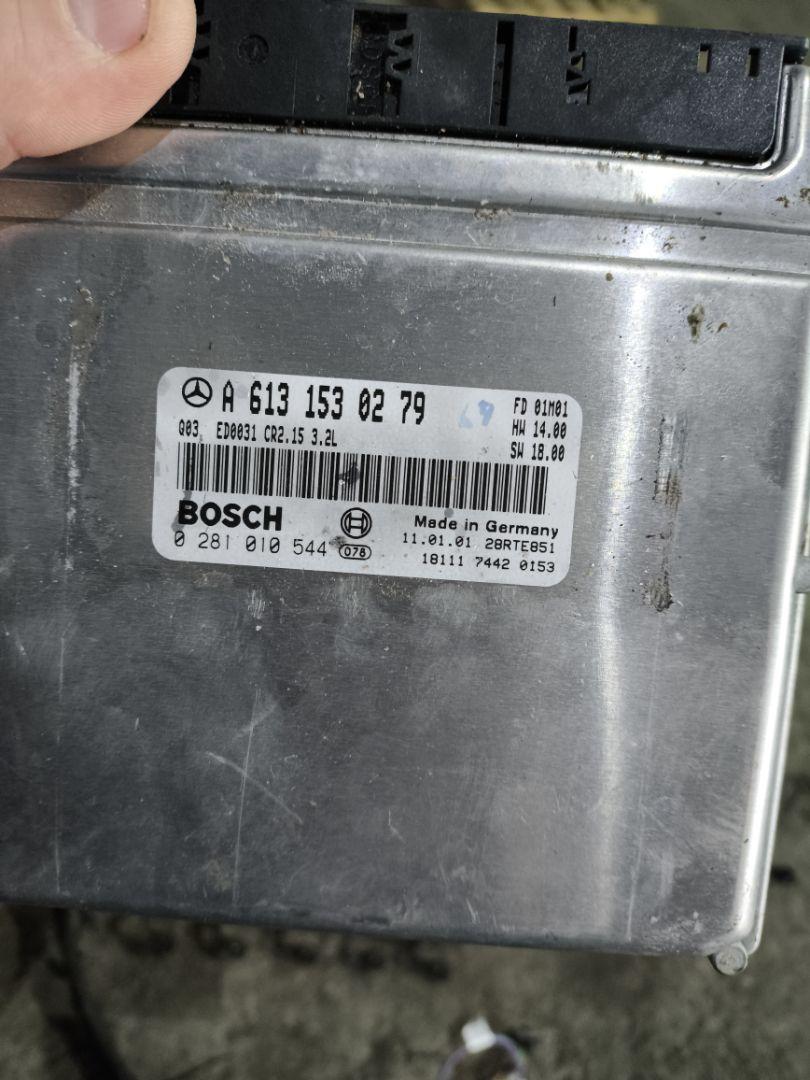 A 613 153 02 79
FD 01M01
Q03 ED0031 CR2.15 3.2L
HW 14.00
SW 18.00
BOSCH
Made in Germany
0 281 010 544
078
11.01.01 28RTE851
18111 7442 0153